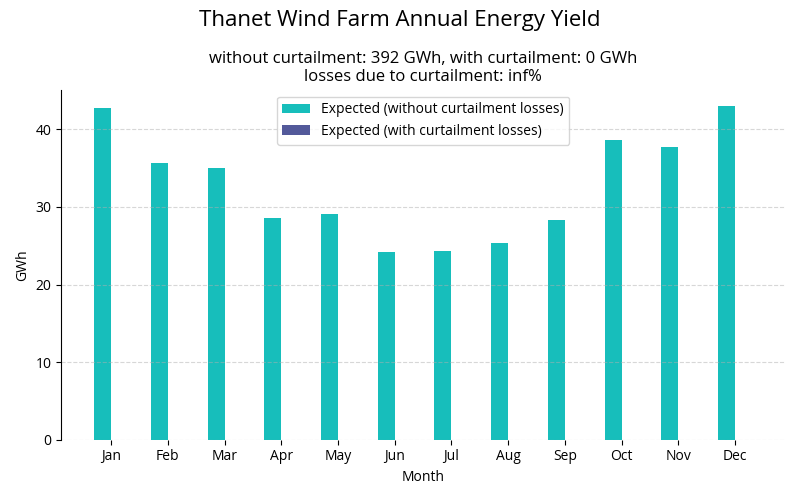 Thanet Wind Farm Annual Energy Yield
without curtailment: 392 GWh, with curtailment: 0 GWh
losses due to curtailment: inf%
Expected (without curtailment losses)
Expected (with curtailment losses)
GWh
40
30
20
10
0
Jan Feb Mar Apr May Jun Jul Aug Sep Oct Nov Dec
Month